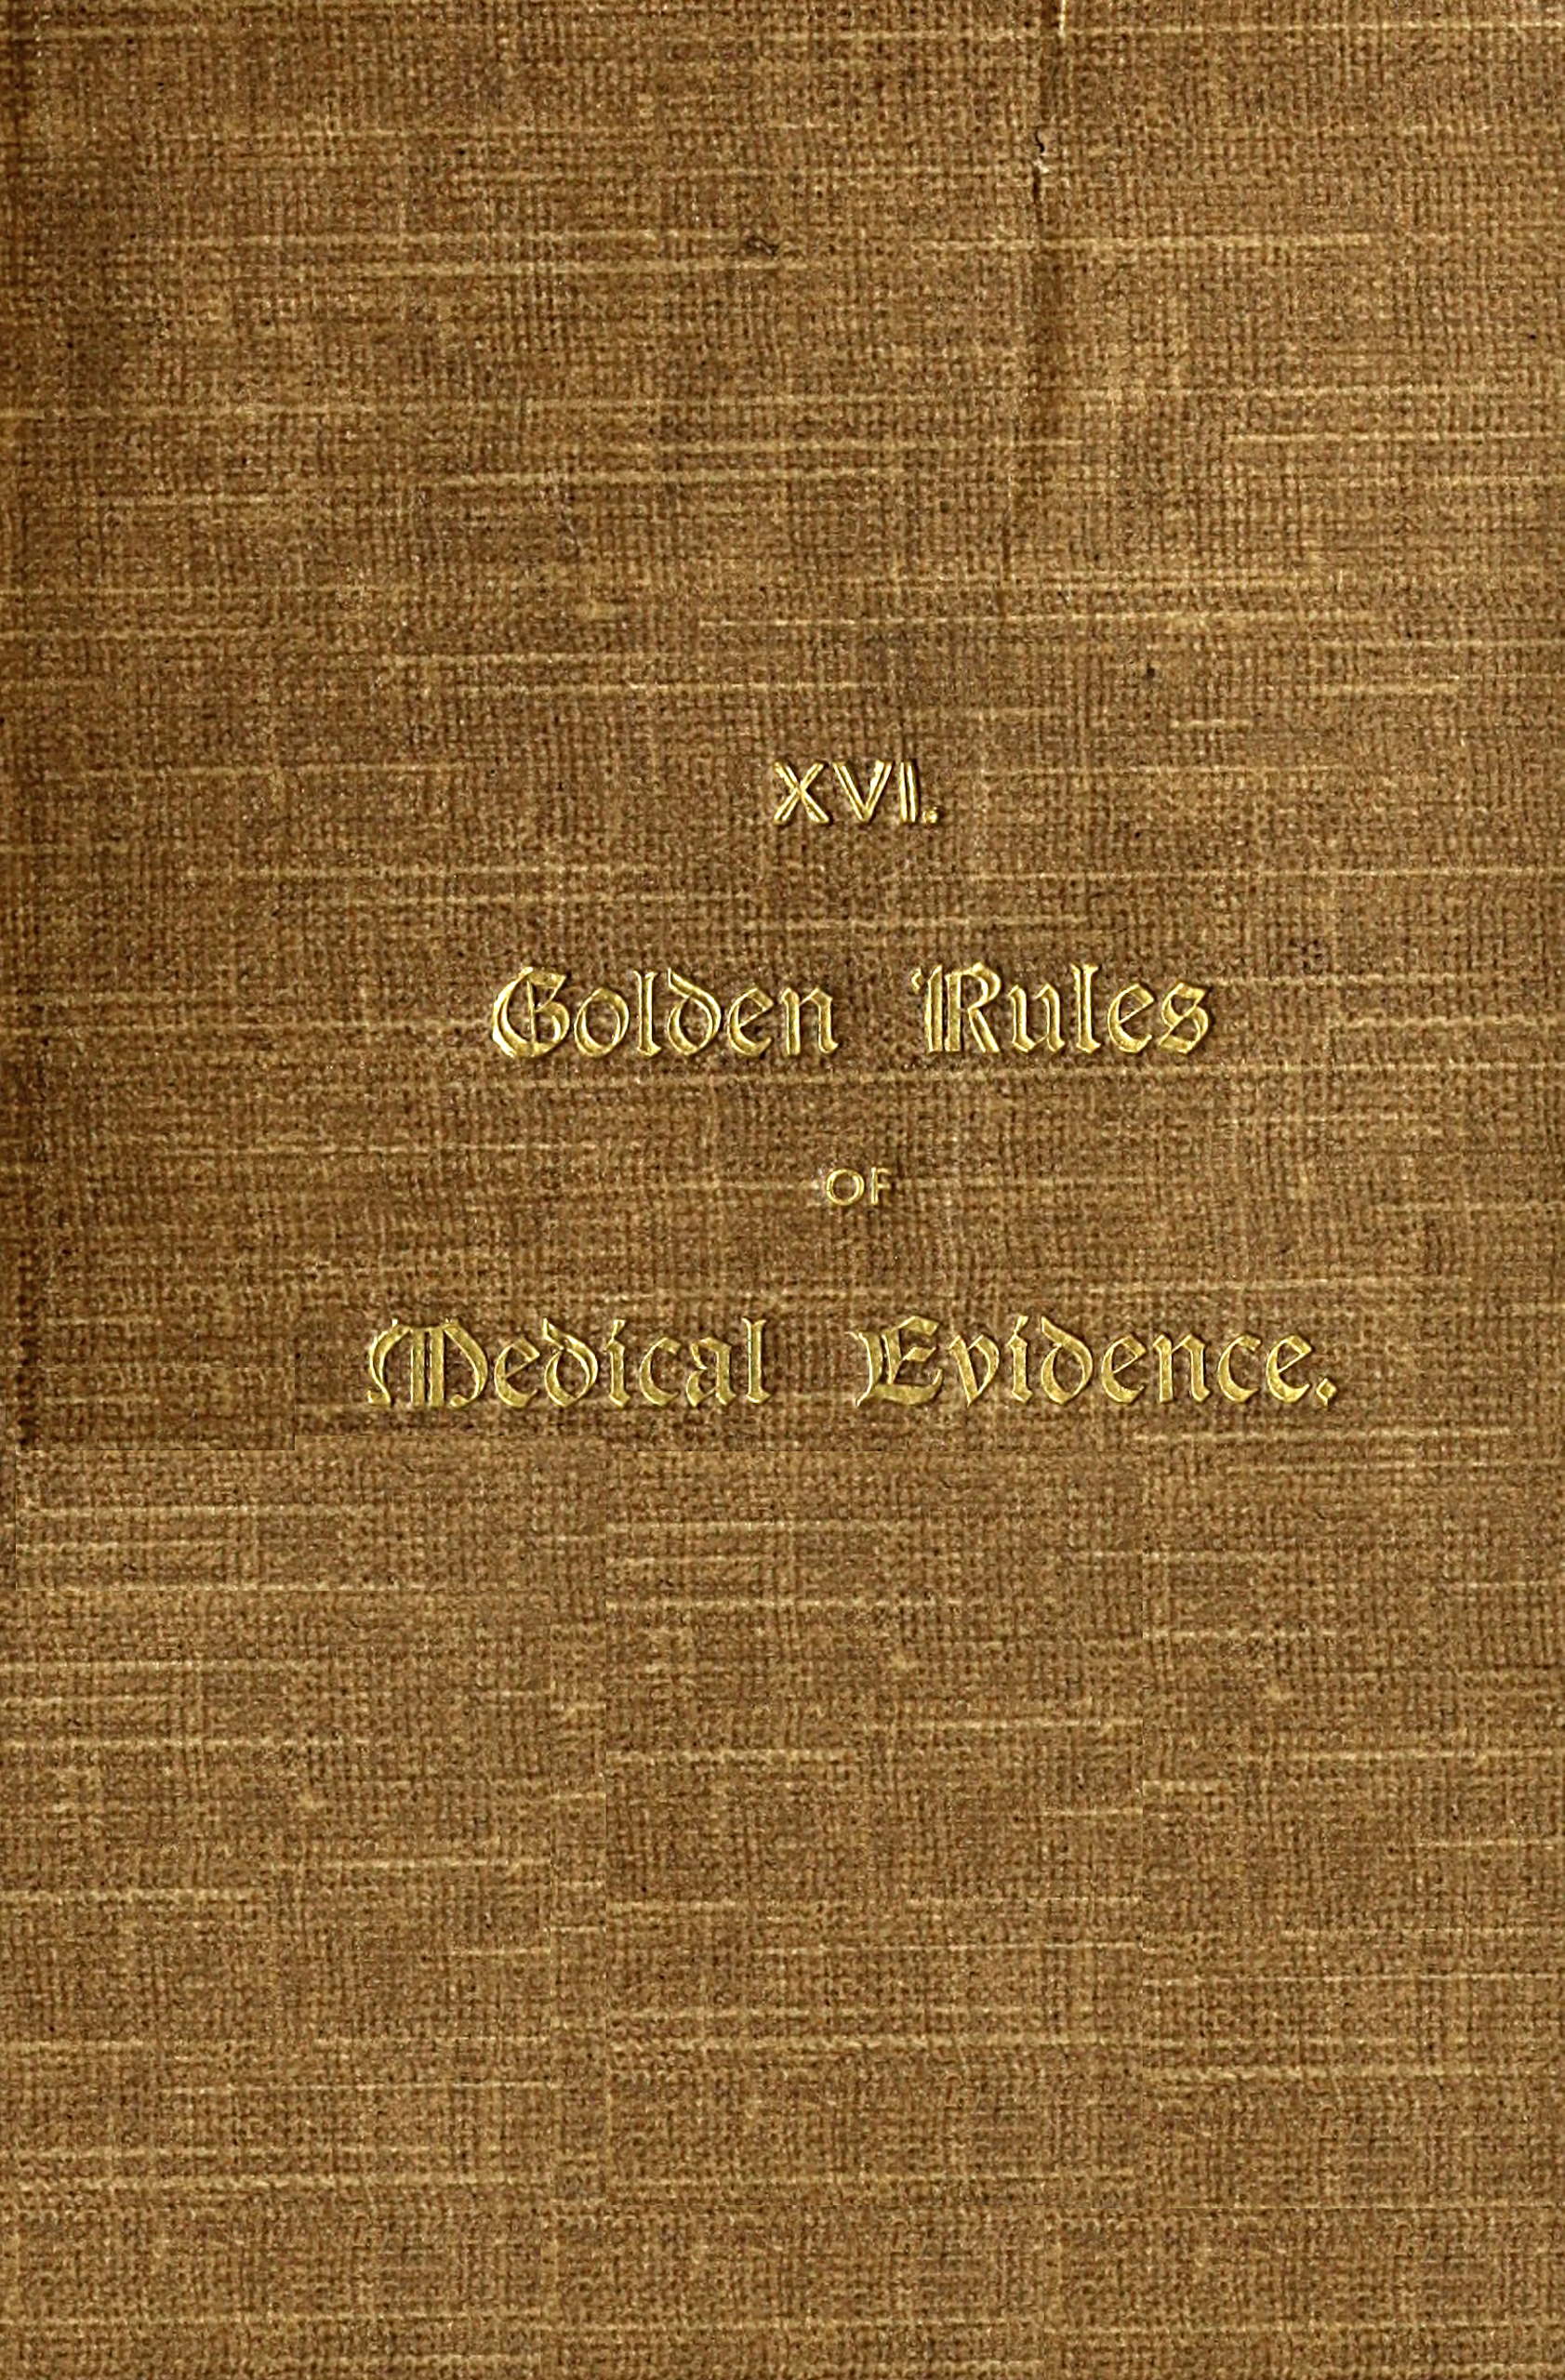 XVI.
Golden Rules
OF
Medical Evidence.